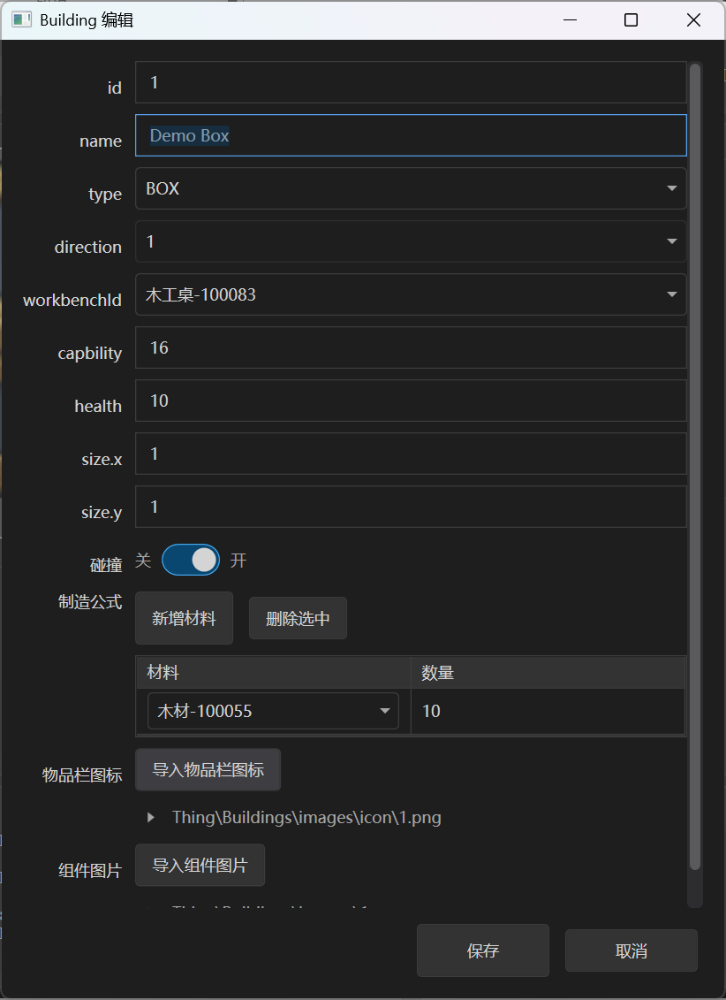 Building 编辑
id 1
name Demo Box
type BOX
direction 1
workbenchId 木工桌-100083
capbility 16
health 10
size.x 1
size.y 1
碰撞 关 开
制造公式 新增材料 删除选中
材料 数量
木材-100055 10
物品栏图标 导入物品栏图标
Thing\Buildings\images\icon\1.png
组件图片 导入组件图片
保存 取消